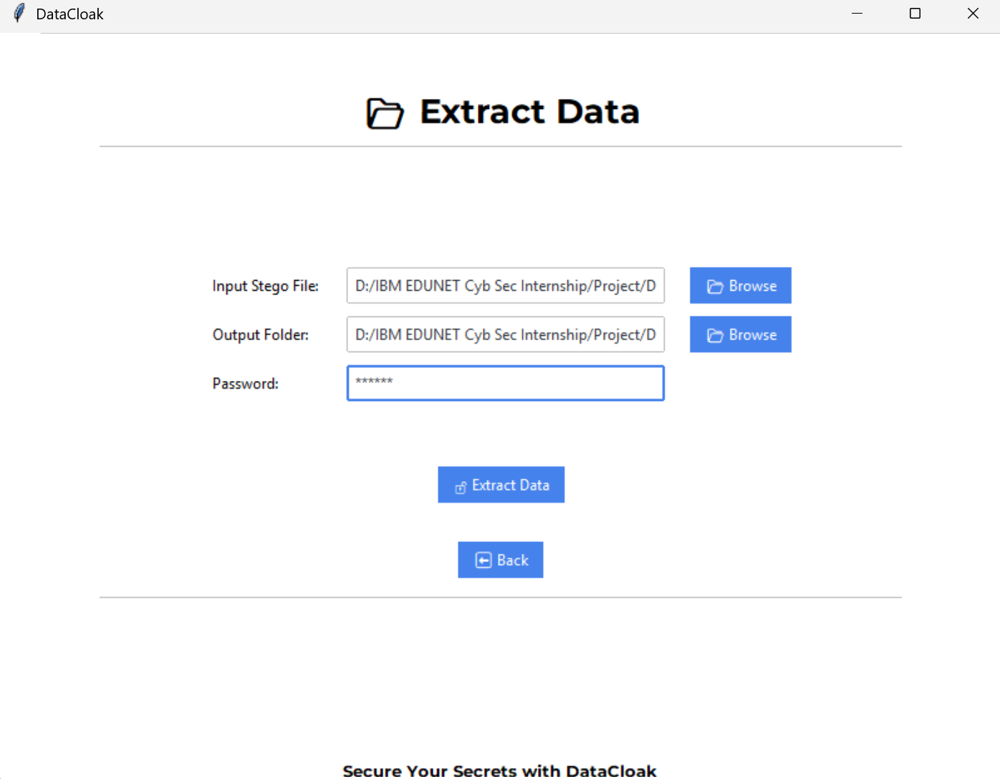 DataCloak
Extract Data
Input Stego File: D:/IBM EDUNET Cyb Sec Internship/Project/D Browse
Output Folder: D:/IBM EDUNET Cyb Sec Internship/Project/D Browse
Password: ******
Extract Data
Back
Secure Your Secrets with DataCloak